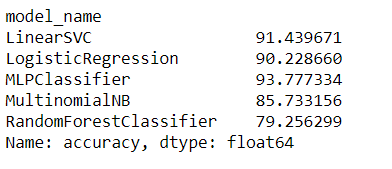 model_name
LinearSVC 91.439671
LogisticRegression 90.228660
MLPClassifier 93.777334
MultinomialNB 85.733156
RandomForestClassifier 79.256299
Name: accuracy, dtype: float64